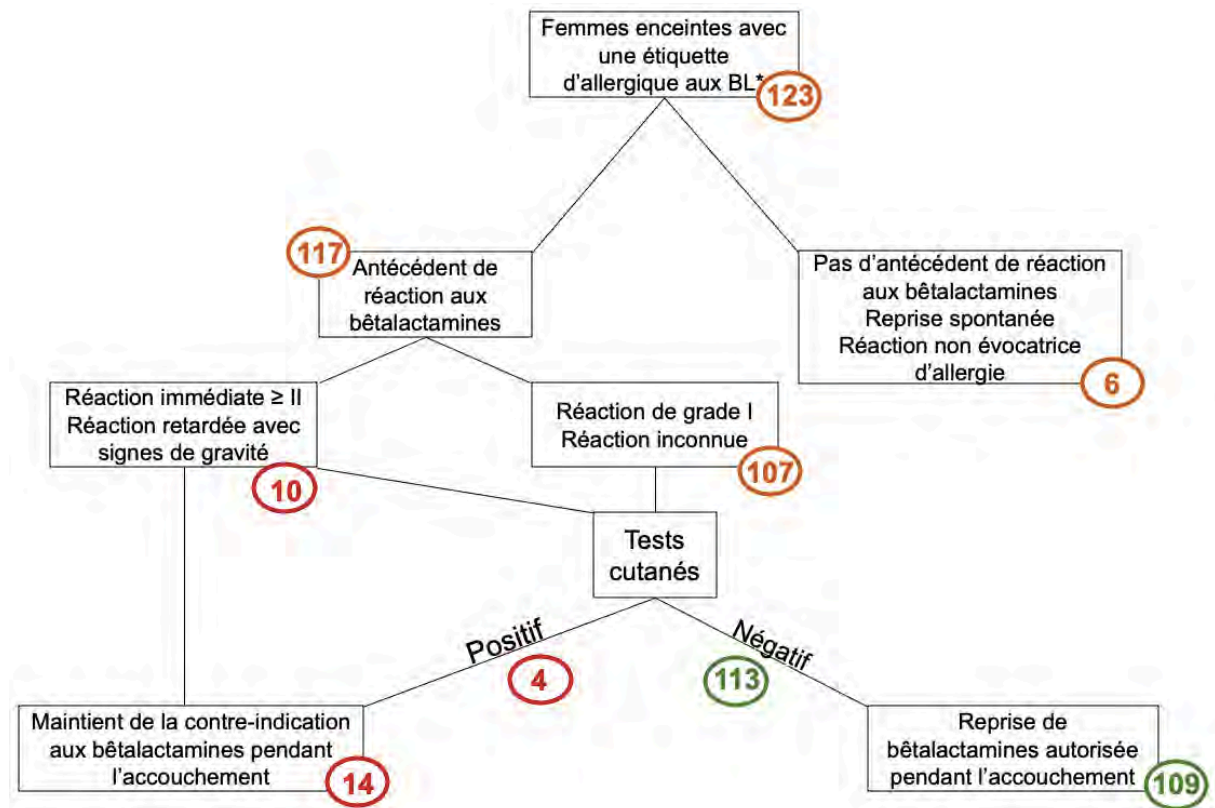 Femmes enceintes avec
une étiquette
d'allergique aux BL*
123
117
Antécédent de
réaction aux
bêtalactamines
Pas d'antécédent de réaction
aux bêtalactamines
Reprise spontanée
Réaction non évocatrice
d'allergie
6
Réaction immédiate ≥ II
Réaction retardée avec
signes de gravité
10
Réaction de grade I
Réaction inconnue
107
Tests
cutanés
Positif
4
Négatif
113
Maintient de la contre-indication
aux bêtalactamines pendant
l'accouchement
14
Reprise de
bêtalactamines autorisée
pendant l'accouchement
109